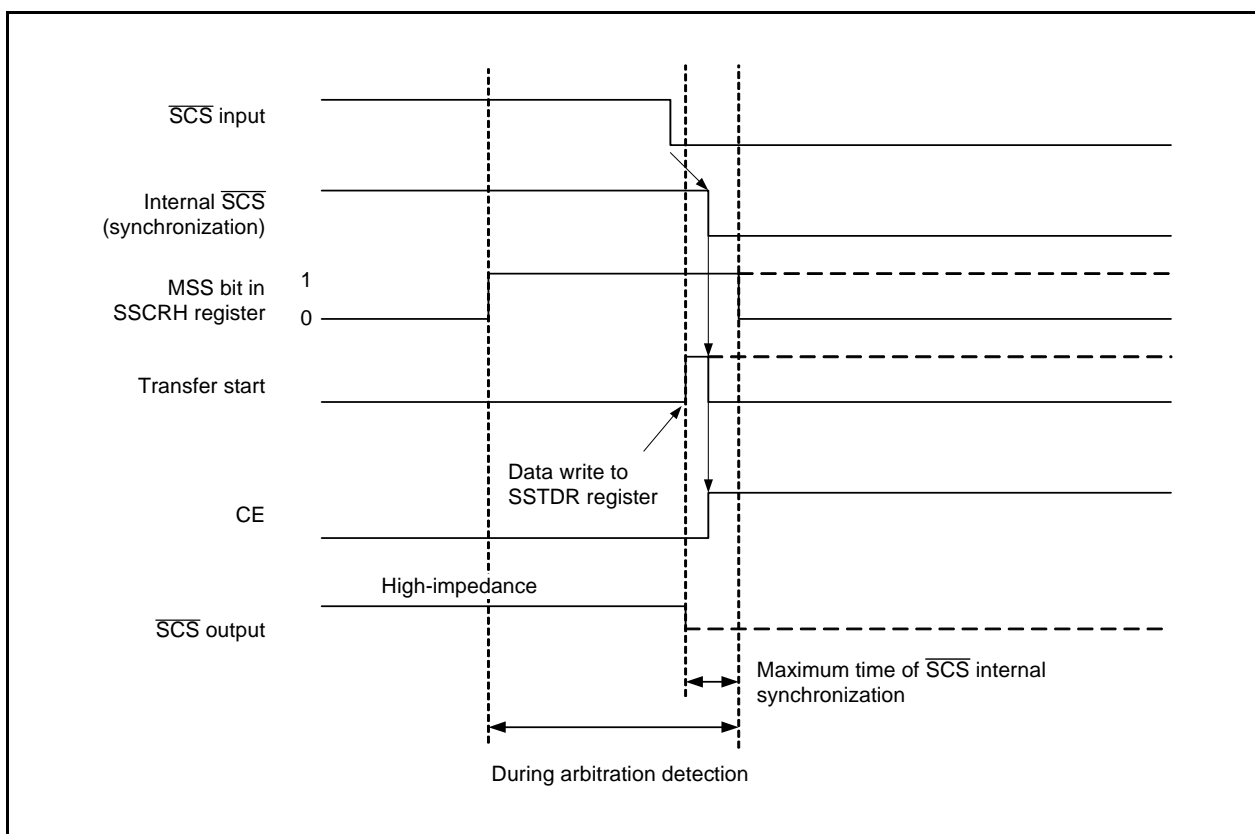 SCS input
Internal SCS
(synchronization)
MSS bit in
SSCRH register
1
0
Transfer start
Data write to
SSTDR register
CE
High-impedance
SCS output
Maximum time of SCS internal
synchronization
During arbitration detection